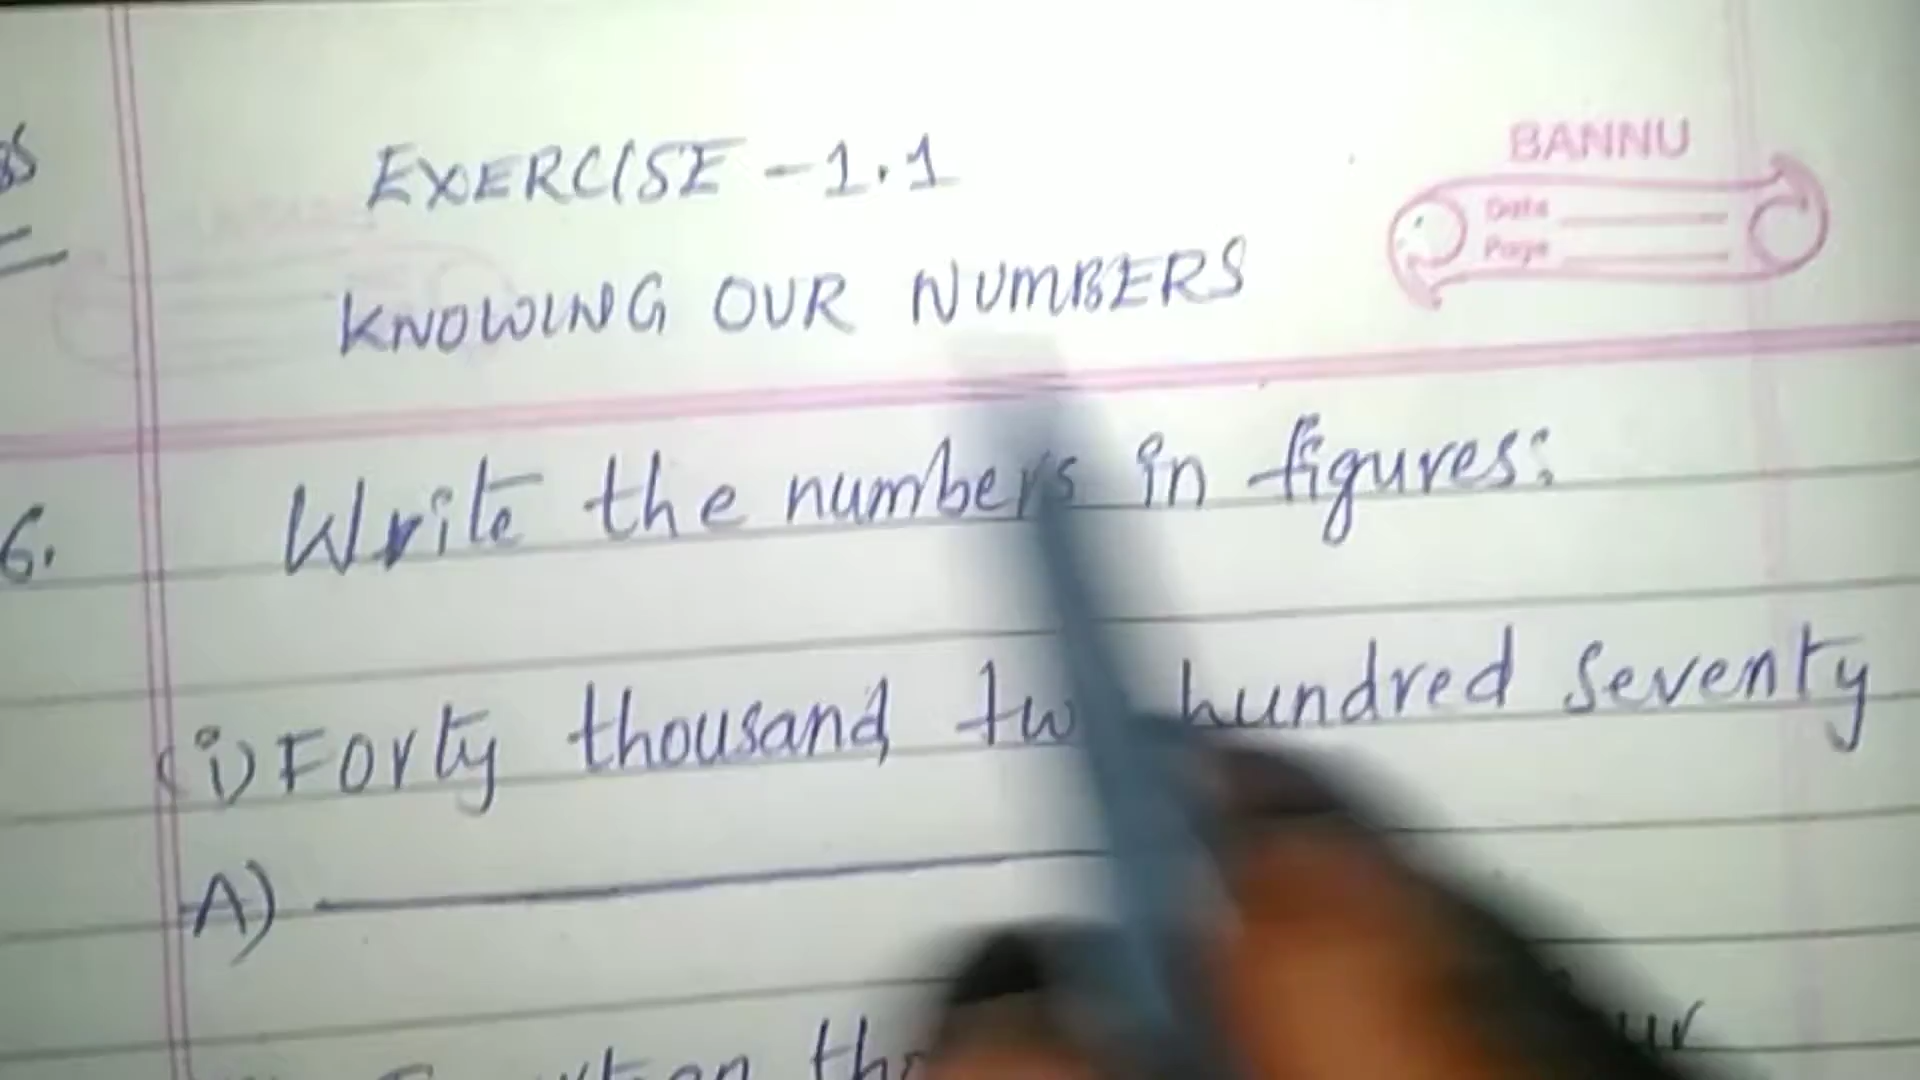 EXERCISE - 1.1
BANNU
Date
Page
KNOWING OUR NUMBERS
6. Write the numbers in figures:
(i) Forty thousand, two hundred seventy
A)